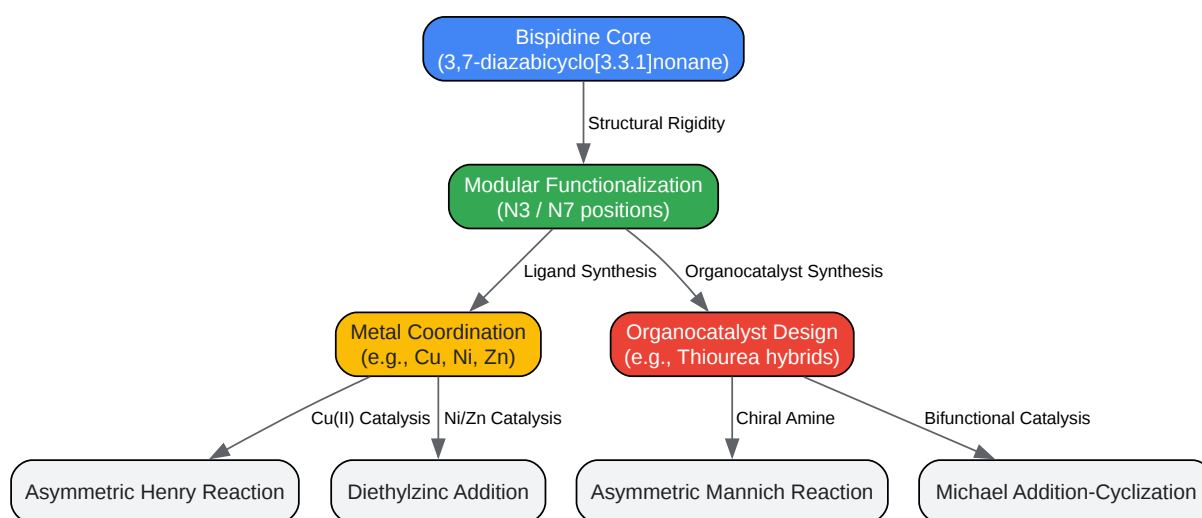 Bispidine Core
(3,7-diazabicyclo[3.3.1]nonane)
Structural Rigidity
Modular Functionalization
(N3 / N7 positions)
Ligand Synthesis
Organocatalyst Synthesis
Metal Coordination
(e.g., Cu, Ni, Zn)
Organocatalyst Design
(e.g., Thiourea hybrids)
Cu(II) Catalysis
Ni/Zn Catalysis
Chiral Amine
Bifunctional Catalysis
Asymmetric Henry Reaction
Diethylzinc Addition
Asymmetric Mannich Reaction
Michael Addition-Cyclization